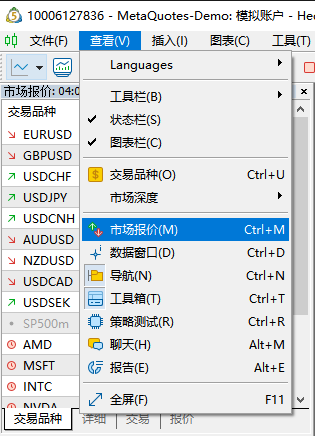 10006127836 - MetaQuotes-Demo: 模拟账户 - He
文件(F) 查看(V) 插入(I) 图表(C) 工具(T)
Languages
市场报价: 04:0
工具栏(B)
交易品种
状态栏(S)
EURUSD
图表栏(C)
GBPUSD
USDCHF 交易品种(O) Ctrl+U
USDJPY 市场深度
USDCNH 市场报价(M) Ctrl+M
AUDUSD
NZDUSD 数据窗口(D) Ctrl+D
USDCAD 导航(N) Ctrl+N
USDSEK 工具箱(T) Ctrl+T
SP500m 策略测试(R) Ctrl+R
AMD 聊天(H) Alt+M
MSFT 报告(E) Alt+E
INTC
NVDA 全屏(F) F11
交易品种 详细 交易 报价